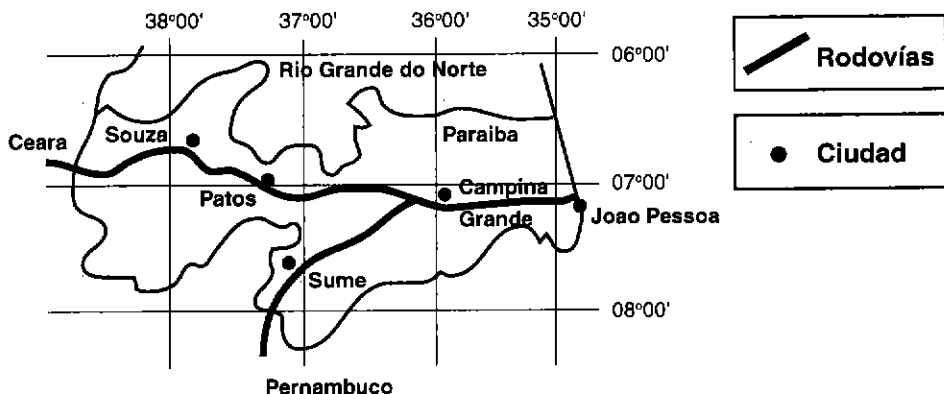 38°00' 37°00' 36°00' 35°00'
06°00'
Rio Grande do Norte
Rodovías
Ceara
Souza
Paraiba
Ciudad
Patos
Campina
Grande
07°00'
Joao Pessoa
Sume
08°00'
Pernambuco